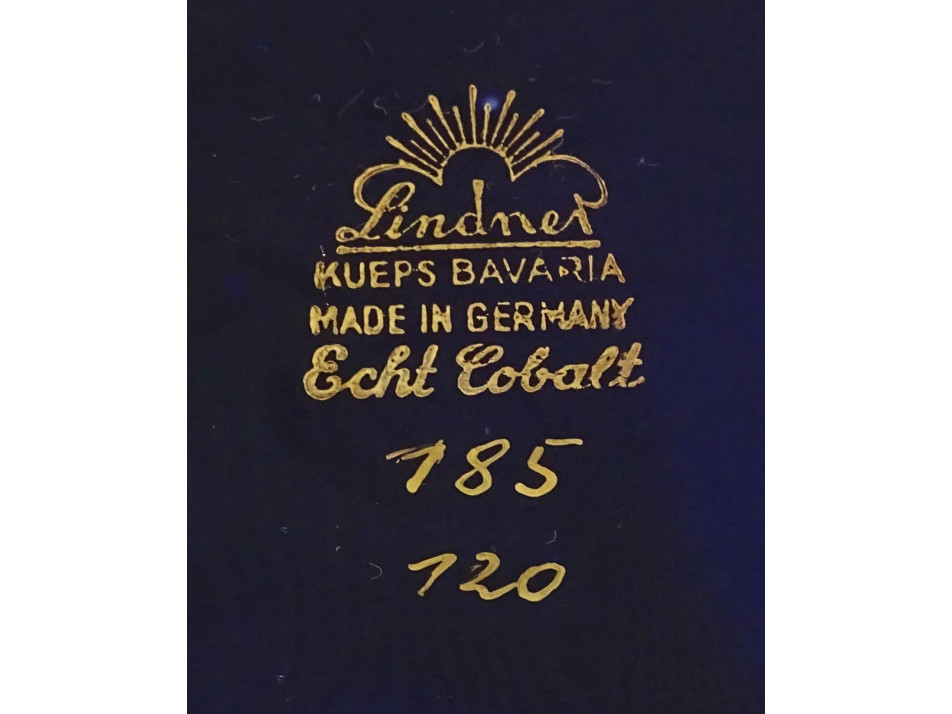 Lindner
KUEPS BAVARIA
MADE IN GERMANY
Echt Cobalt
185
120